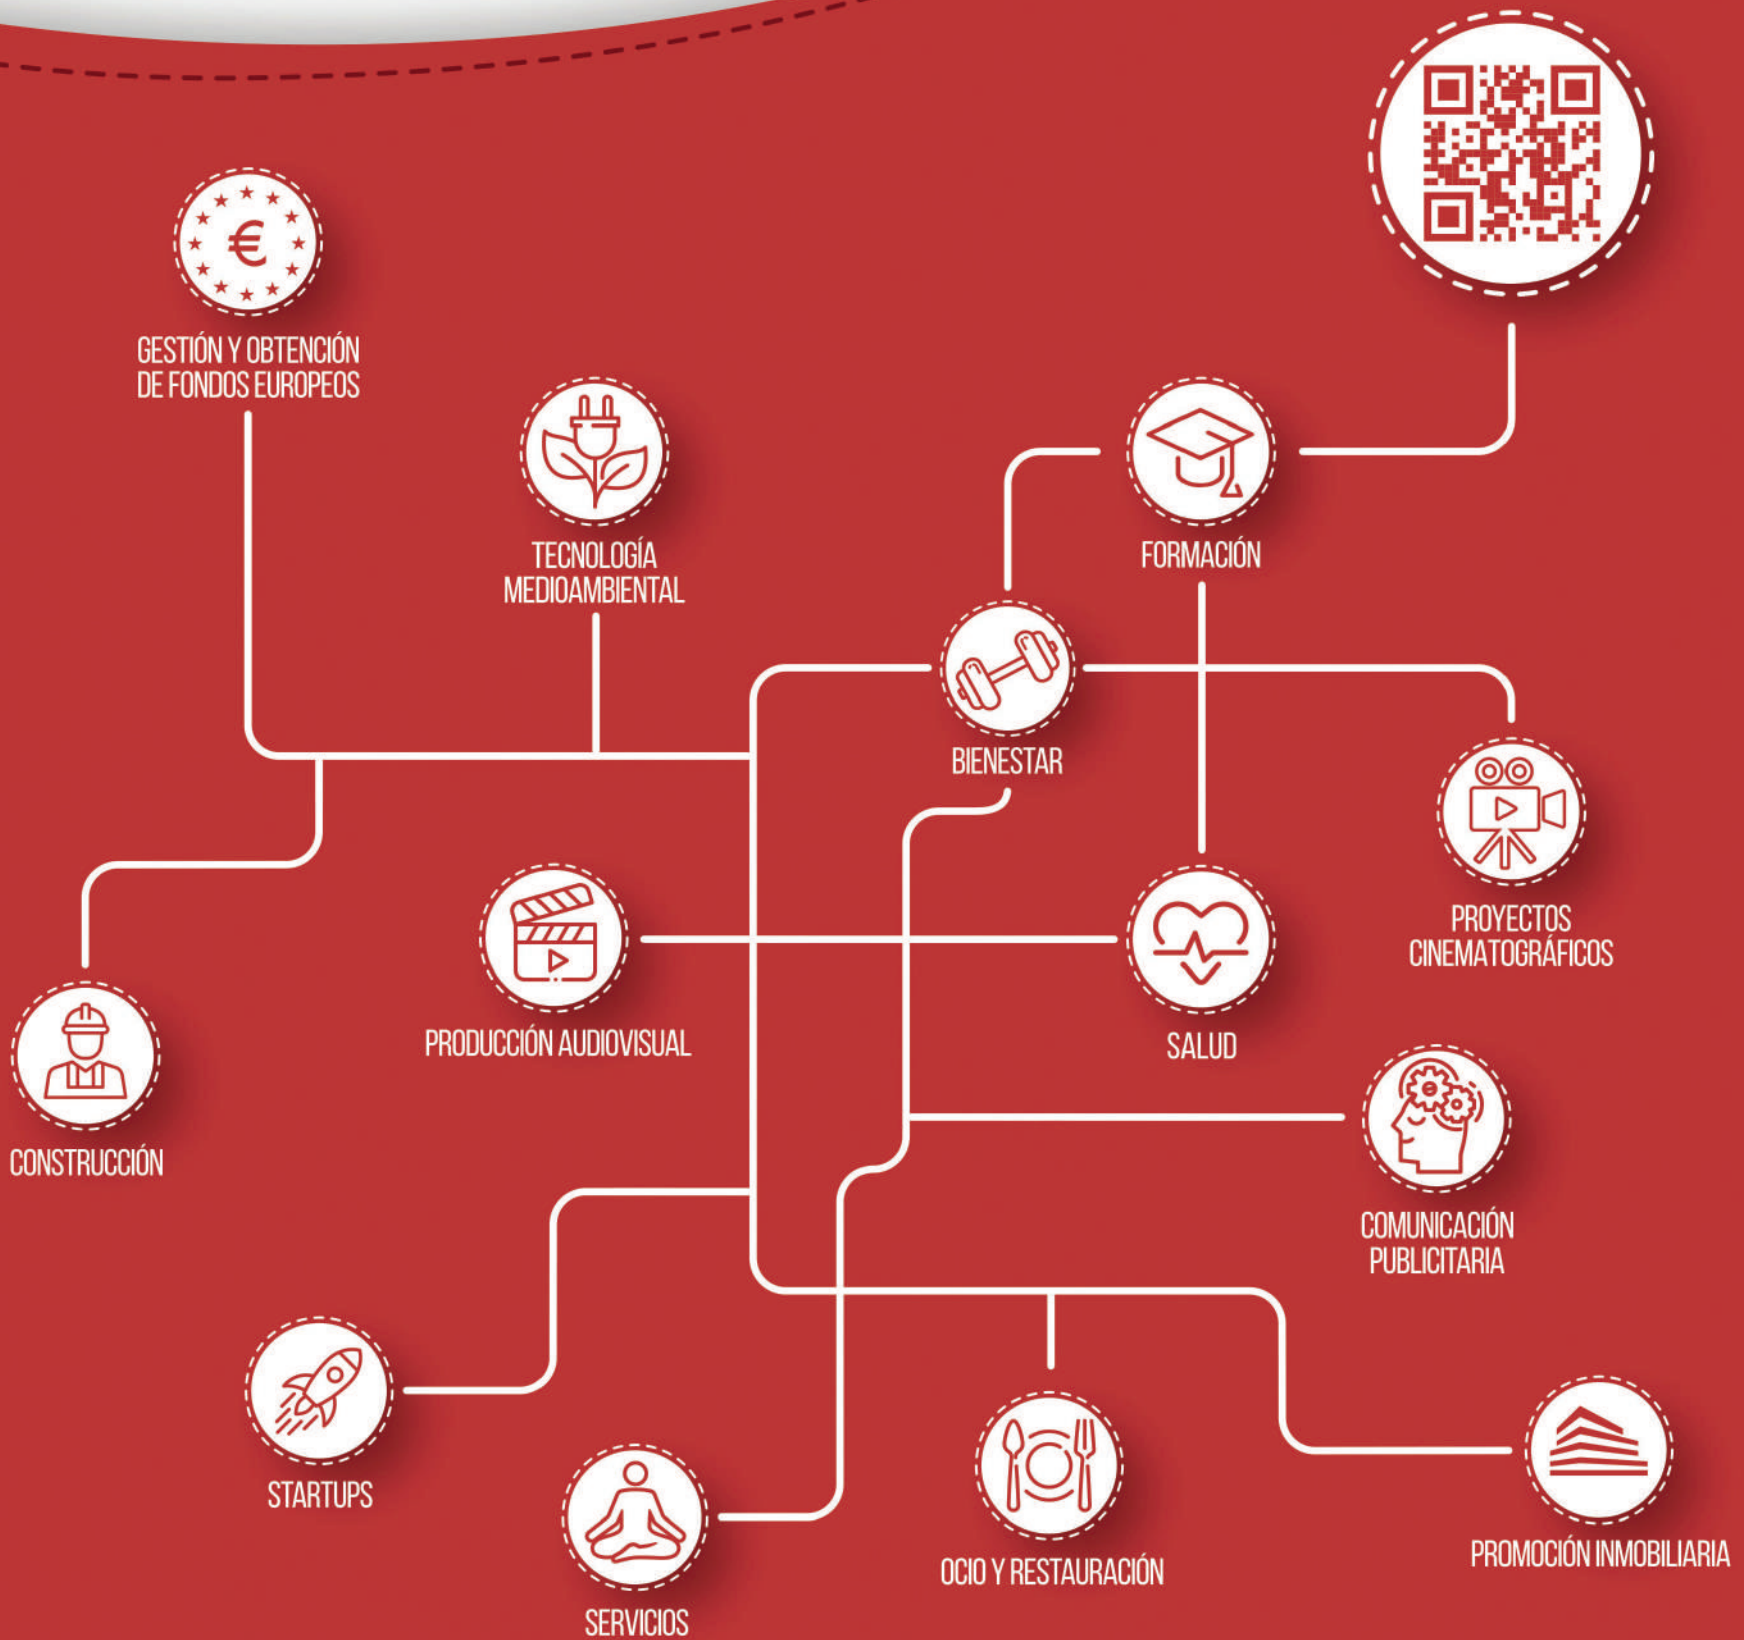 €
GESTIÓN Y OBTENCIÓN
DE FONDOS EUROPEOS
TECNOLOGÍA
MEDIOAMBIENTAL
FORMACIÓN
BIENESTAR
PROYECTOS
CINEMATOGRÁFICOS
PRODUCCIÓN AUDIOVISUAL
SALUD
CONSTRUCCIÓN
COMUNICACIÓN
PUBLICITARIA
STARTUPS
OCIO Y RESTAURACIÓN
PROMOCIÓN INMOBILIARIA
SERVICIOS